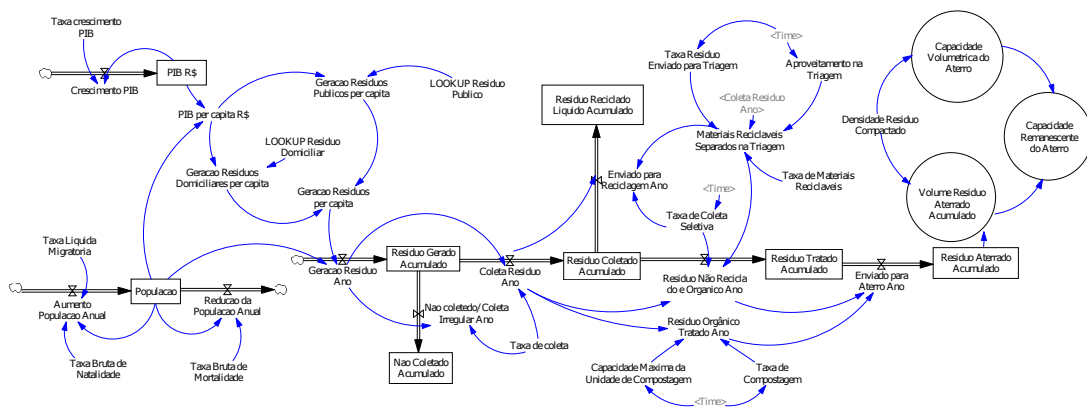 Taxa crescimento
PIB
PIB R$
Crescimento PIB
PIB per capita R$
Geracao Residuos
Publicos per capita
LOOKUP Residuo
Publico
LOOKUP Residuo
Domiciliar
Geracao Residuos
Domiciliares per capita
Geracao Residuos
per capita
Taxa Liquida
Migratoria
Populacao
Aumento
Populacao Anual
Reducao da
Populacao Anual
Taxa Bruta de
Natalidade
Taxa Bruta de
Mortalidade
Geracao Residuo
Ano
Residuo Gerado
Acumulado
Coleta Residuo
Ano
Nao coletedo/ Coleta
Irregular Ano
Taxa de coleta
Nao Coletado
Acumulado
Residuo Reciclado
Liquido Acumulado
Enviado para
Reciclagem Ano
Residuo Coletado
Acumulado
<Time>
Taxa Residuo
Enviado para Triagem
Aproveitamento na
Triagem
<Coleta Residuo
Ano>
Materiais Reciclaveis
Separados na Triagem
Taxa de Materiais
Reciclaveis
<Time>
Taxa de Coleta
Seletiva
Residuo Não Recicla
do e Organico Ano
Residuo Tratado
Acumulado
Enviado para
Aterro Ano
Residuo Aterrado
Acumulado
Residuo Orgânico
Tratado Ano
Capacidade Maxima da
Unidade de Compostagem
Taxa de
Compostagem
<Time>
Capacidade
Volumetrica do
Aterro
Densidade Residuo
Compactado
Capacidade
Remanescente
do Aterro
Volume Residuo
Aterrado
Acumulado